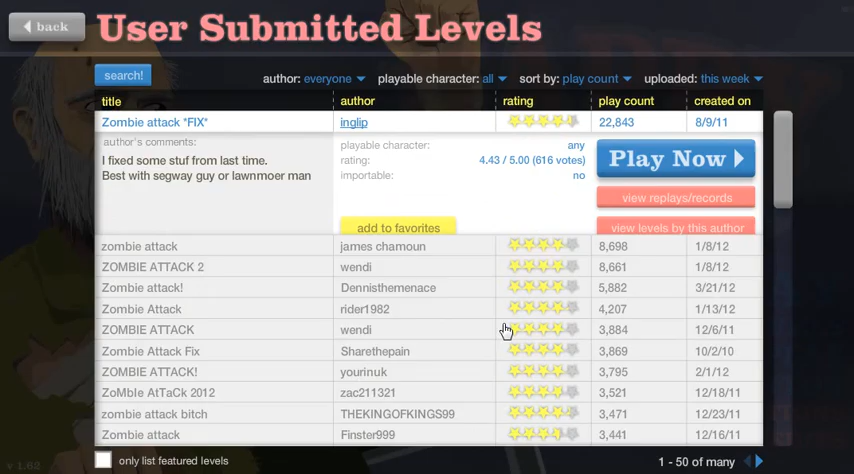 back
User Submitted Levels
search!
author: everyone playable character: all sort by: play count uploaded: this week
title author rating play count created on
Zombie attack *FIX* inglip 22,843 8/9/11
author's comments:
I fixed some stuf from last time.
Best with segway guy or lawnmoer man
playable character: any
rating: 4.43 / 5.00 (616 votes)
importable: no
add to favorites
Play Now
view replays/records
view levels by this author
zombie attack james chamoun 8,698 1/8/12
ZOMBIE ATTACK 2 wendi 8,661 1/8/12
Zombie attack! Dennisthemenace 5,882 3/21/12
Zombie Attack rider1982 4,207 1/13/12
ZOMBIE ATTACK wendi 3,884 12/6/11
Zombie Attack Fix Sharethepain 3,869 10/2/10
ZOMBIE ATTACK! yourinuk 3,795 2/1/12
ZoMbIe AtTaCk 2012 zac211321 3,521 12/18/11
zombie attack bitch THEKINGOFKINGS99 3,471 12/23/11
Zombie attack Finster999 3,441 12/16/11
only list featured levels
1 - 50 of many
v 1.62